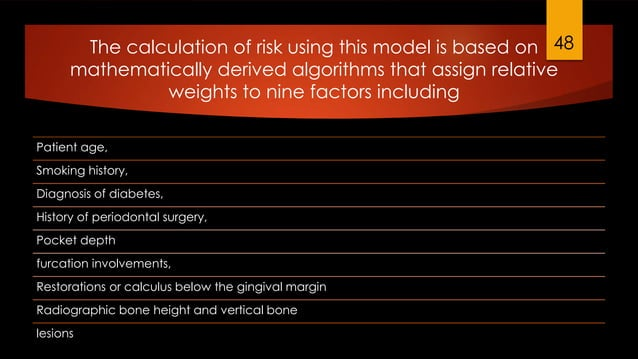 48
The calculation of risk using this model is based on
mathematically derived algorithms that assign relative
weights to nine factors including
Patient age,
Smoking history,
Diagnosis of diabetes,
History of periodontal surgery,
Pocket depth
furcation involvements,
Restorations or calculus below the gingival margin
Radiographic bone height and vertical bone
lesions